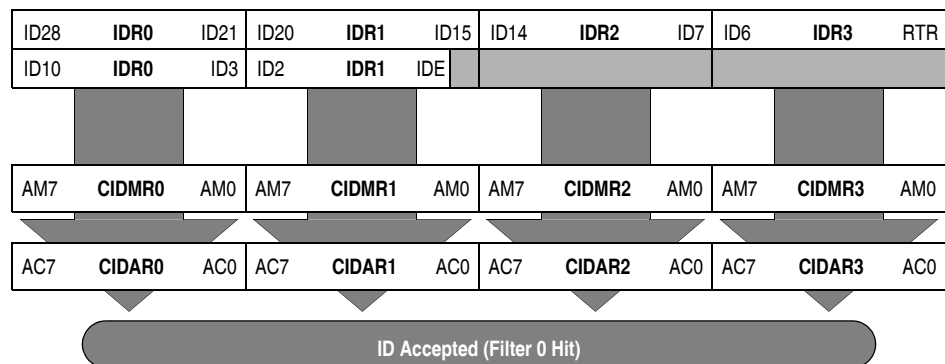 ID28 IDR0 ID21 ID20 IDR1 ID15 ID14 IDR2 ID7 ID6 IDR3 RTR
ID10 IDR0 ID3 ID2 IDR1 IDE
AM7 CIDMR0 AM0 AM7 CIDMR1 AM0 AM7 CIDMR2 AM0 AM7 CIDMR3 AM0
AC7 CIDAR0 AC0 AC7 CIDAR1 AC0 AC7 CIDAR2 AC0 AC7 CIDAR3 AC0
ID Accepted (Filter 0 Hit)